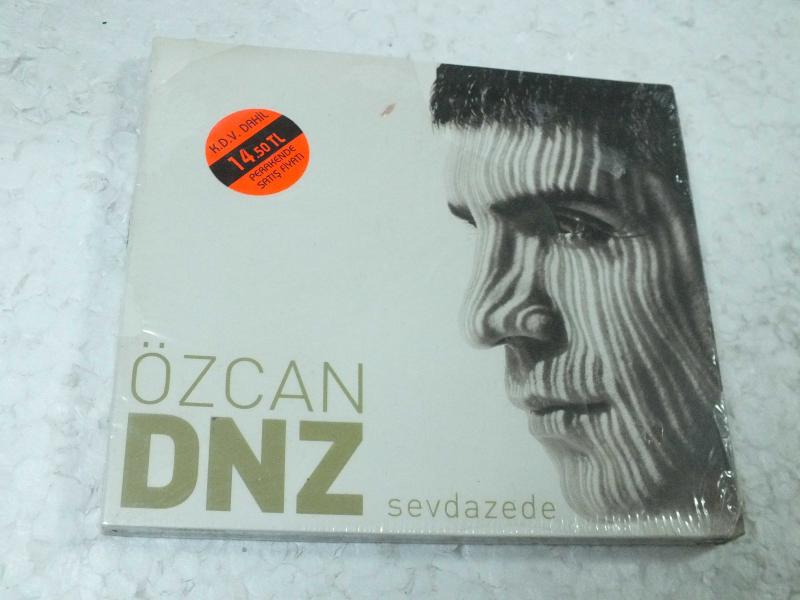 K.D.V. DAHİL
14.50 TL
PERAKENDE
SATIŞ FİYATI
ÖZCAN
DNZ
sevdazede